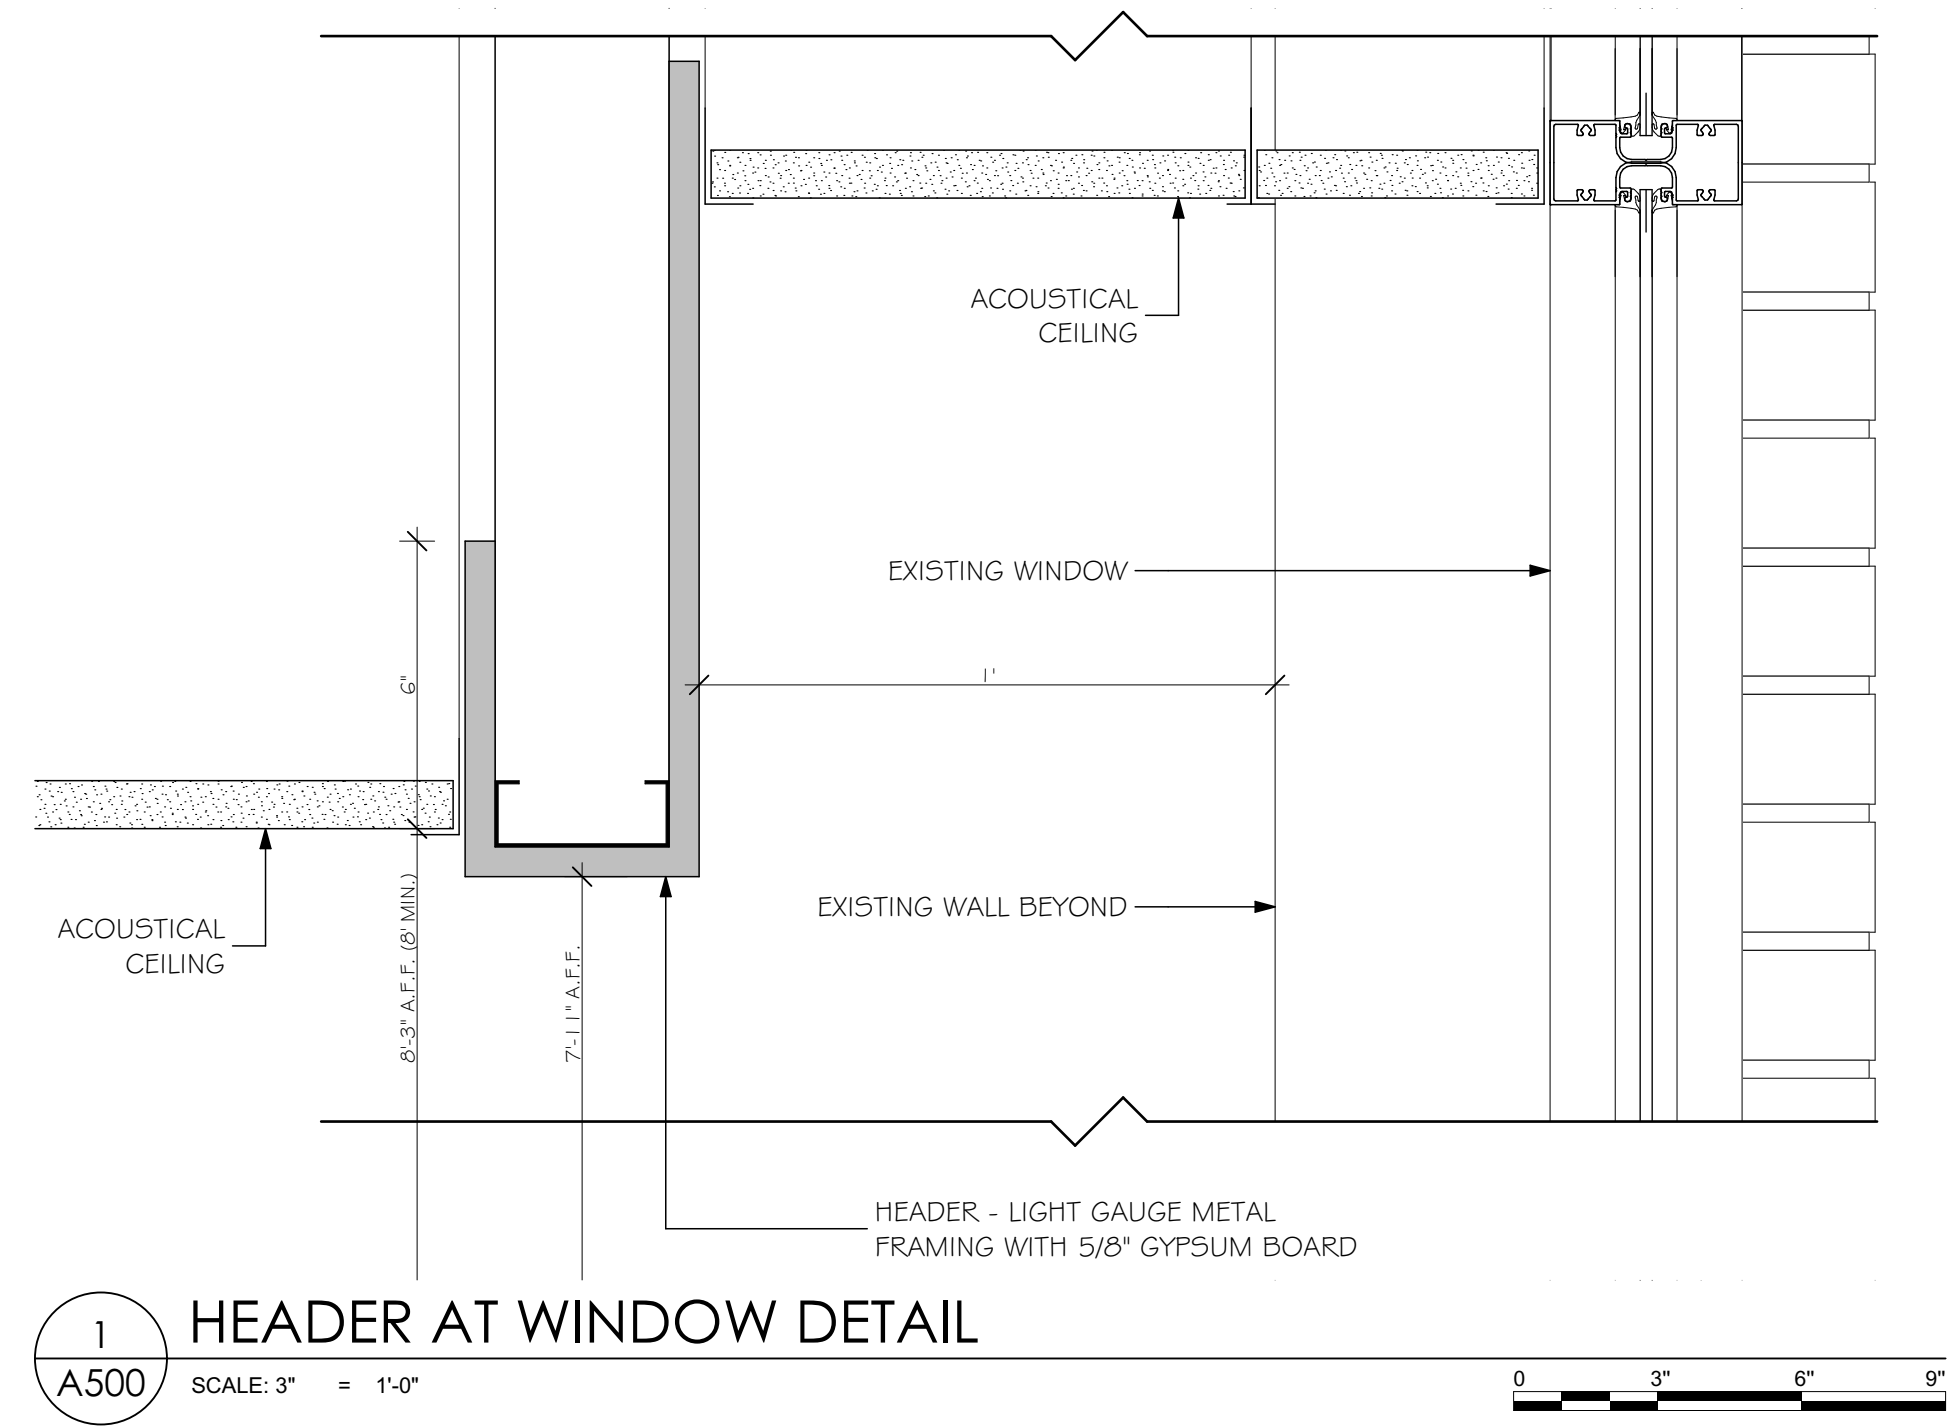 ACOUSTICAL
CEILING
EXISTING WINDOW
6"
1'
EXISTING WALL BEYOND
ACOUSTICAL
CEILING
8'-3" A.F.F. (8' MIN.)
7'-11" A.F.F.
HEADER - LIGHT GAUGE METAL
FRAMING WITH 5/8" GYPSUM BOARD
1
A500
HEADER AT WINDOW DETAIL
SCALE: 3" = 1'-0"
0 3" 6" 9"